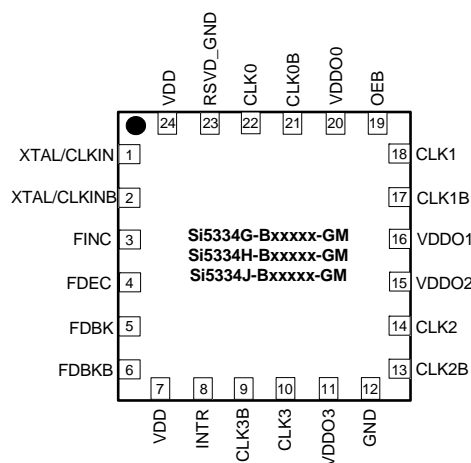 VDD
RSVD_GND
CLK0
CLK0B
VDDO0
OEB
24
23
22
21
20
19
XTAL/CLKIN
1
XTAL/CLKINB
2
FINC
3
FDEC
4
FDBK
5
FDBKB
6
Si5334G-Bxxxxx-GM
Si5334H-Bxxxxx-GM
Si5334J-Bxxxxx-GM
18
CLK1
17
CLK1B
16
VDDO1
15
VDDO2
14
CLK2
13
CLK2B
7
8
9
10
11
12
VDD
INTR
CLK3B
CLK3
VDDO3
GND